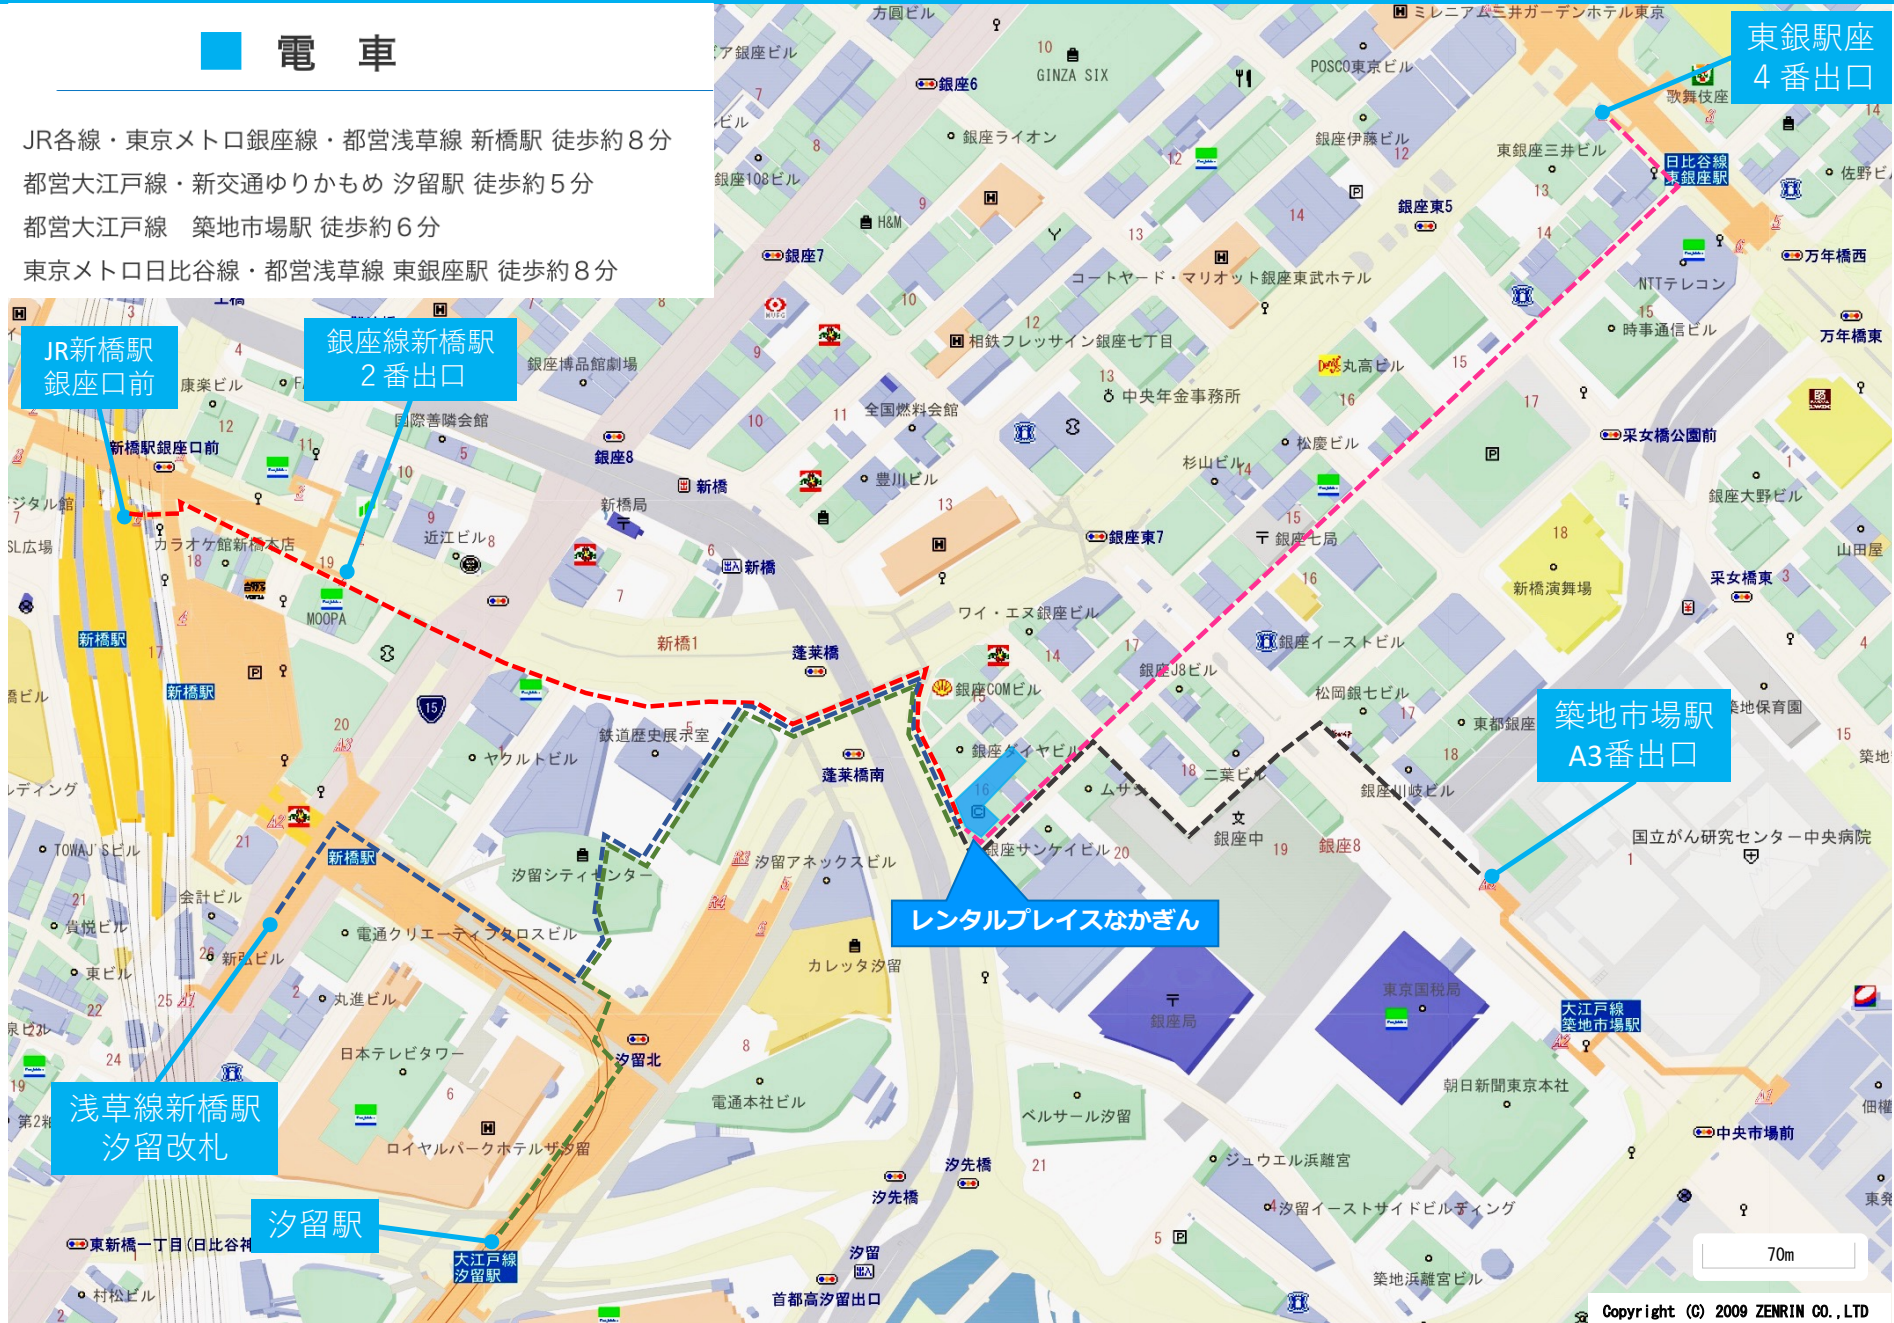 電 車
JR各線・東京メトロ銀座線・都営浅草線 新橋駅 徒歩約８分
都営大江戸線・新交通ゆりかもめ 汐留駅 徒歩約５分
都営大江戸線　築地市場駅 徒歩約６分
東京メトロ日比谷線・都営浅草線 東銀座駅 徒歩約８分
方圓ビル
ミレニアム三井ガーデンホテル東京
東銀駅座
４番出口
GINZA SIX
POSCO東京ビル
銀座6
歌舞伎座
銀座ライオン
銀座伊藤ビル
東銀座三井ビル
日比谷線
東銀座駅
銀座108ビル
H&M
銀座東5
銀座7
万年橋西
コートヤード・マリオット銀座東武ホテル
NTTテレコン
時事通信ビル
万年橋東
JR新橋駅
銀座口前
銀座線新橋駅
２番出口
康楽ビル
銀座博品館劇場
相鉄フレッサイン銀座七丁目
丸高ビル
中央年金事務所
国際善隣会館
全国燃料会館
新橋駅銀座口前
銀座8
采女橋公園前
松慶ビル
杉山ビル
新橋
豊川ビル
銀座大野ビル
新橋局
近江ビル
カラオケ館新橋本店
SL広場
銀座東7
銀座七局
山田屋
新橋
采女橋東
新橋演舞場
MOOPA
ワイ・エヌ銀座ビル
新橋駅
新橋1
蓬莱橋
銀座イーストビル
銀座J8ビル
新橋駅
銀座COMビル
松岡銀七ビル
15
築地市場駅
A3番出口
鉄道歴史展示室
東都銀座
ヤクルトビル
銀座ダイヤビル
蓬莱橋南
二葉ビル
ムサシ
銀座川岐ビル
国立がん研究センター中央病院
銀座中
銀座8
TOWAJ'Sビル
新橋駅
銀座サンケイビル
汐留アネックスビル
汐留シティセンター
会計ビル
レンタルプレイスなかぎん
貴悦ビル
電通クリエーティブタロスビル
新弘ビル
カレッタ汐留
東ビル
丸進ビル
東京国税局
銀座局
大江戸線
築地市場駅
日本テレビタワー
汐留北
朝日新聞東京本社
浅草線新橋駅
汐留改札
電通本社ビル
ベルサール汐留
中央市場前
ロイヤルパークホテルザ汐留
汐先橋
汐先橋
ジュウエル浜離宮
汐留イーストサイドビルディング
汐留駅
東新橋一丁目(日比谷神
大江戸線
汐留駅
汐留
70m
築地浜離宮ビル
村松ビル
首都高汐留出口
Copyright (C) 2009 ZENRIN CO.,LTD